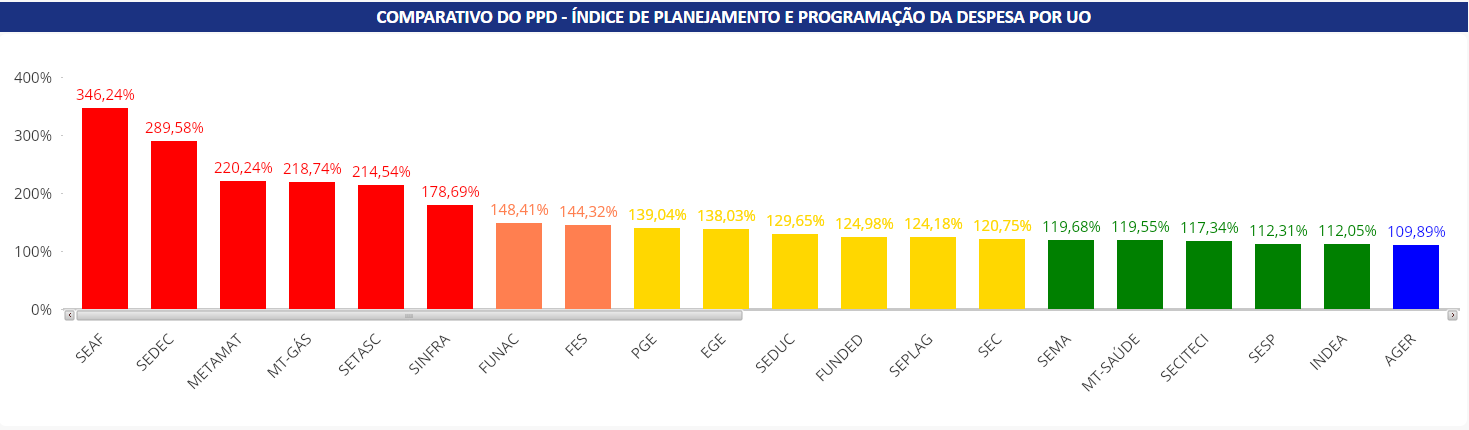 COMPARATIVO DO PPD - ÍNDICE DE PLANEJAMENTO E PROGRAMAÇÃO DA DESPESA POR UO
400%
300%
200%
100%
0%
346,24%
289,58%
220,24%
218,74%
214,54%
178,69%
148,41%
144,32%
139,04%
138,03%
129,65%
124,98%
124,18%
120,75%
119,68%
119,55%
117,34%
112,31%
112,05%
109,89%
SEAF
SEDEC
METAMAT
MT-GÁS
SETASC
SINFRA
FUNAC
FES
PGE
EGE
SEDUC
FUNDED
SEPLAG
SEC
SEMA
MT-SAÚDE
SECITECI
SESP
INDEA
AGER